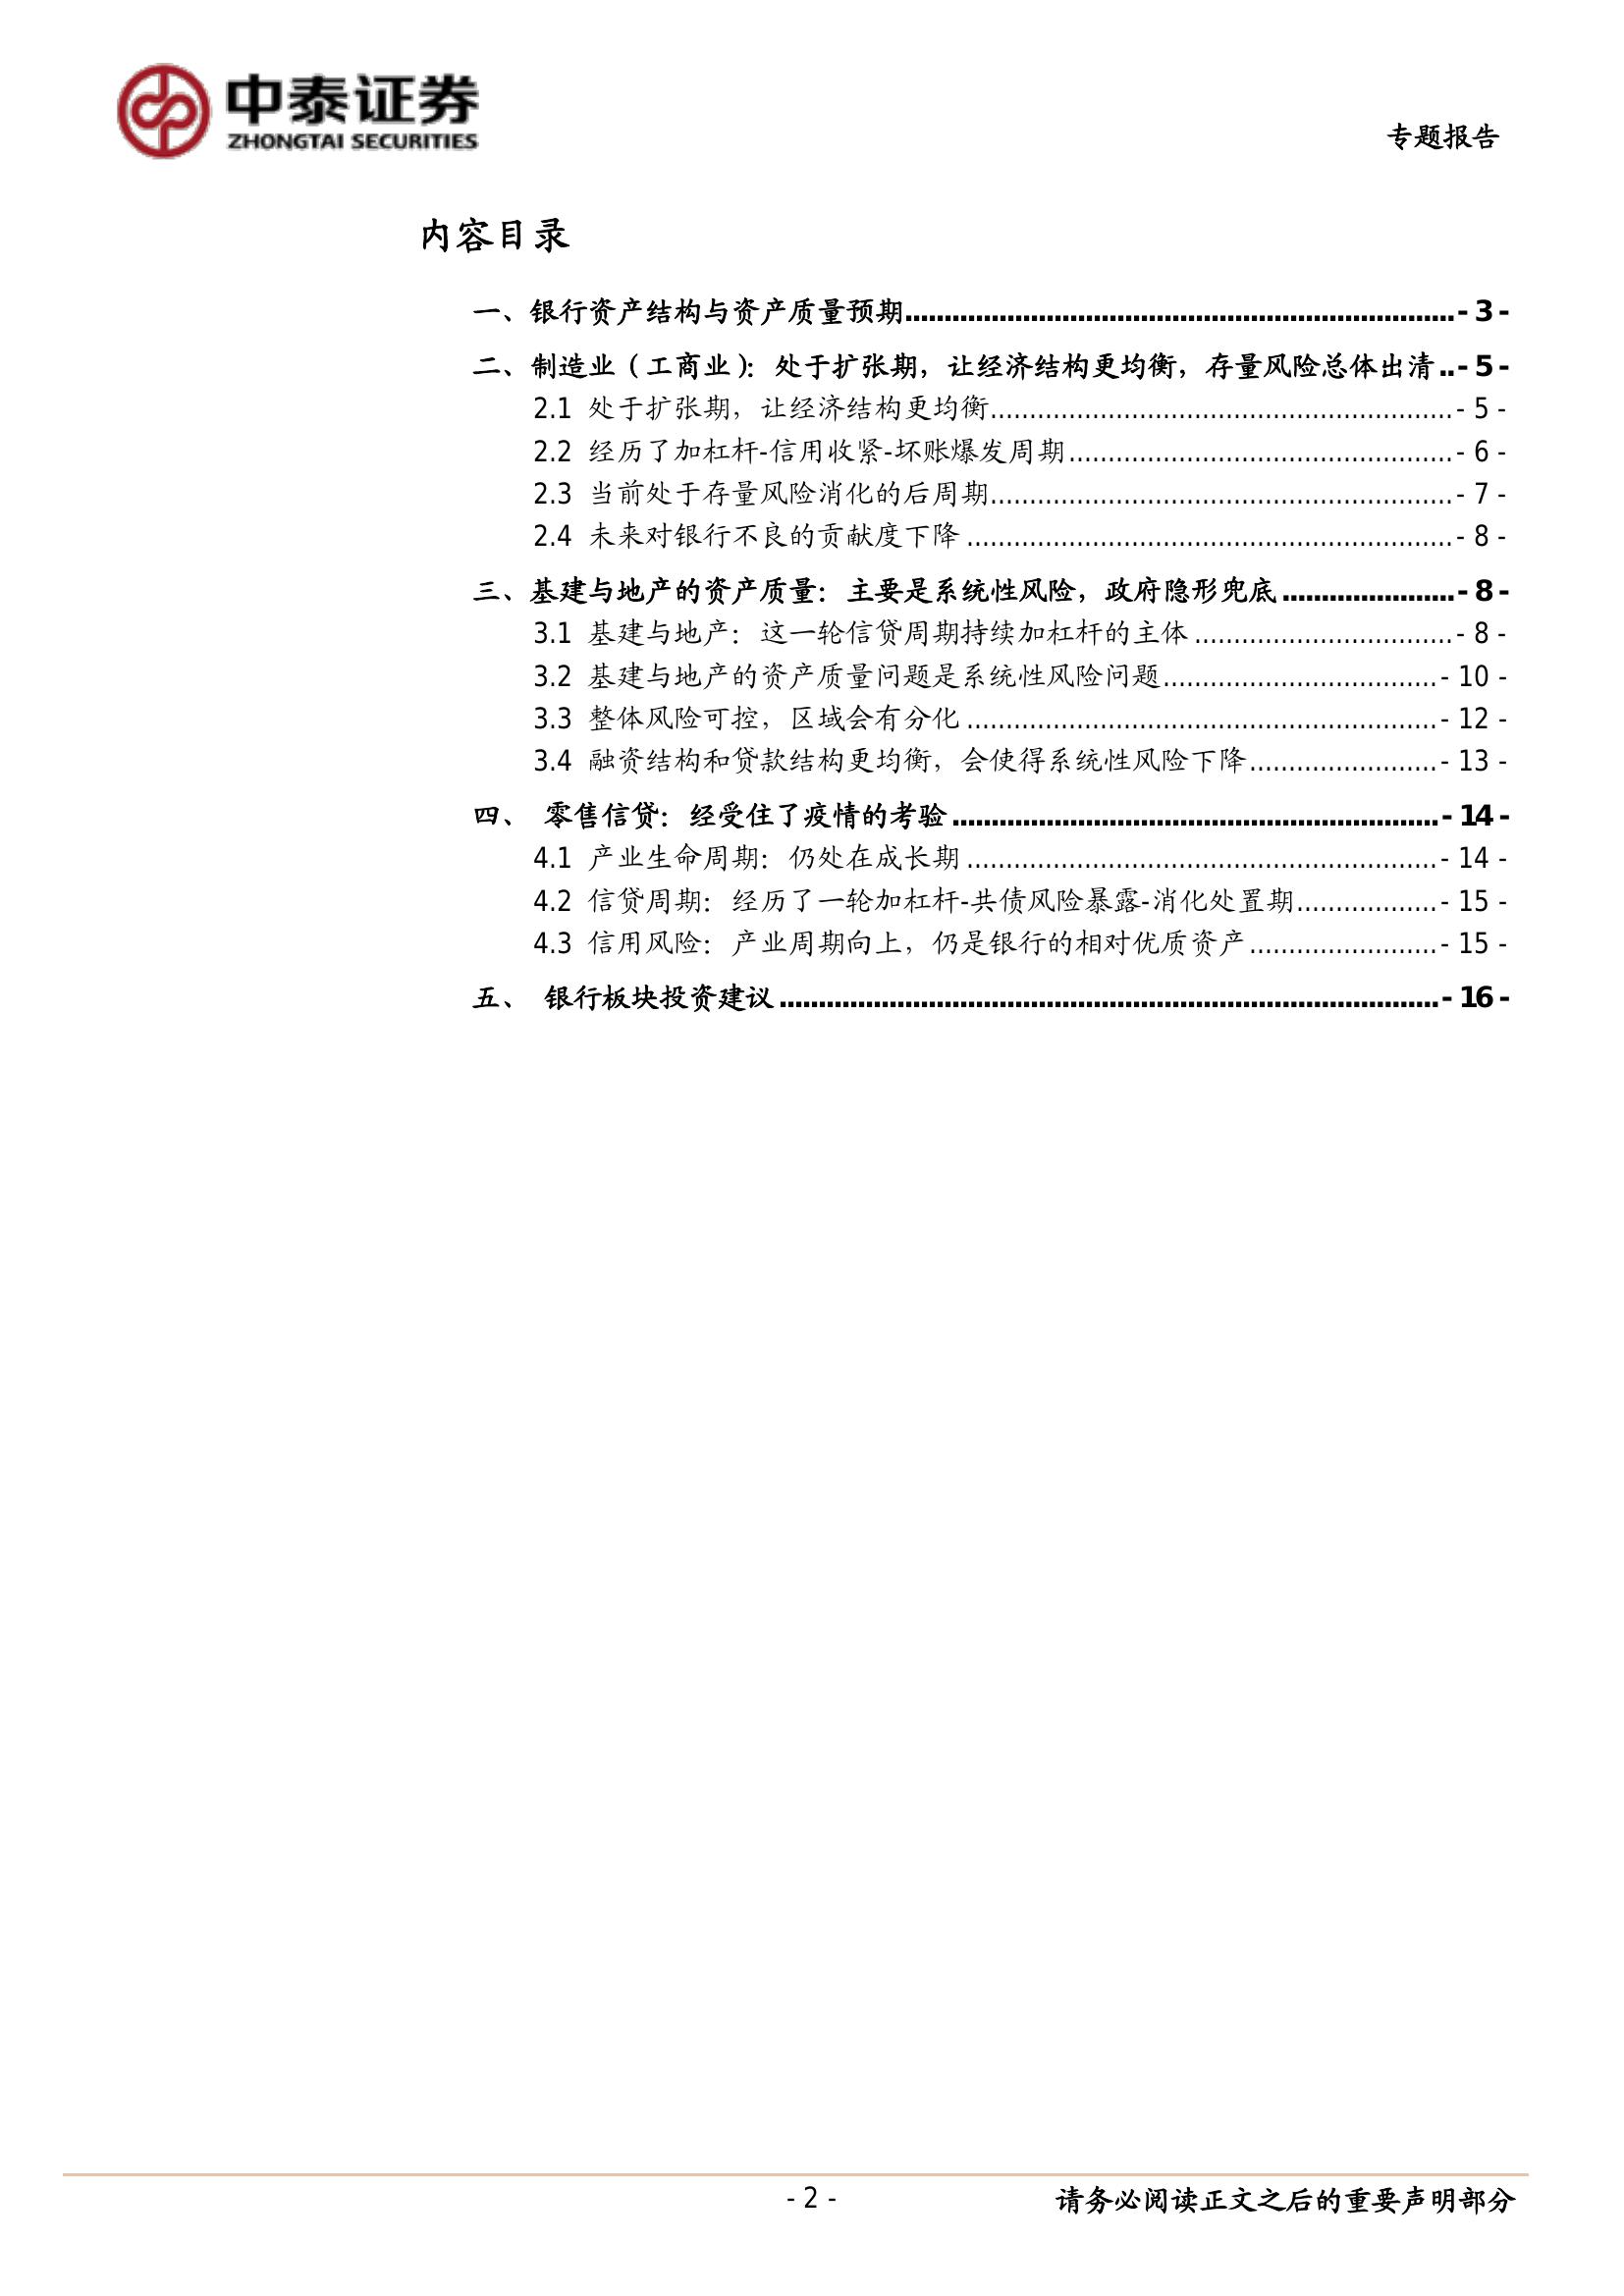 中泰证券
ZHONGTAI SECURITIES
专题报告
内容目录
一、银行资产结构与资产质量预期......................................................................- 3 -
二、制造业（工商业）：处于扩张期，让经济结构更均衡，存量风险总体出清..- 5 -
2.1 处于扩张期，让经济结构更均衡...........................................................- 5 -
2.2 经历了加杠杆-信用收紧-坏账爆发周期.................................................- 6 -
2.3 当前处于存量风险消化的后周期...........................................................- 7 -
2.4 未来对银行不良的贡献度下降..............................................................- 8 -
三、基建与地产的资产质量：主要是系统性风险，政府隐形兜底......................- 8 -
3.1 基建与地产：这一轮信贷周期持续加杠杆的主体.................................- 8 -
3.2 基建与地产的资产质量问题是系统性风险问题...................................- 10 -
3.3 整体风险可控，区域会有分化............................................................- 12 -
3.4 融资结构和贷款结构更均衡，会使得系统性风险下降........................- 13 -
四、 零售信贷：经受住了疫情的考验..............................................................- 14 -
4.1 产业生命周期：仍处在成长期............................................................- 14 -
4.2 信贷周期：经历了一轮加杠杆-共债风险暴露-消化处置期..................- 15 -
4.3 信用风险：产业周期向上，仍是银行的相对优质资产........................- 15 -
五、 银行板块投资建议....................................................................................- 16 -
- 2 -
请务必阅读正文之后的重要声明部分